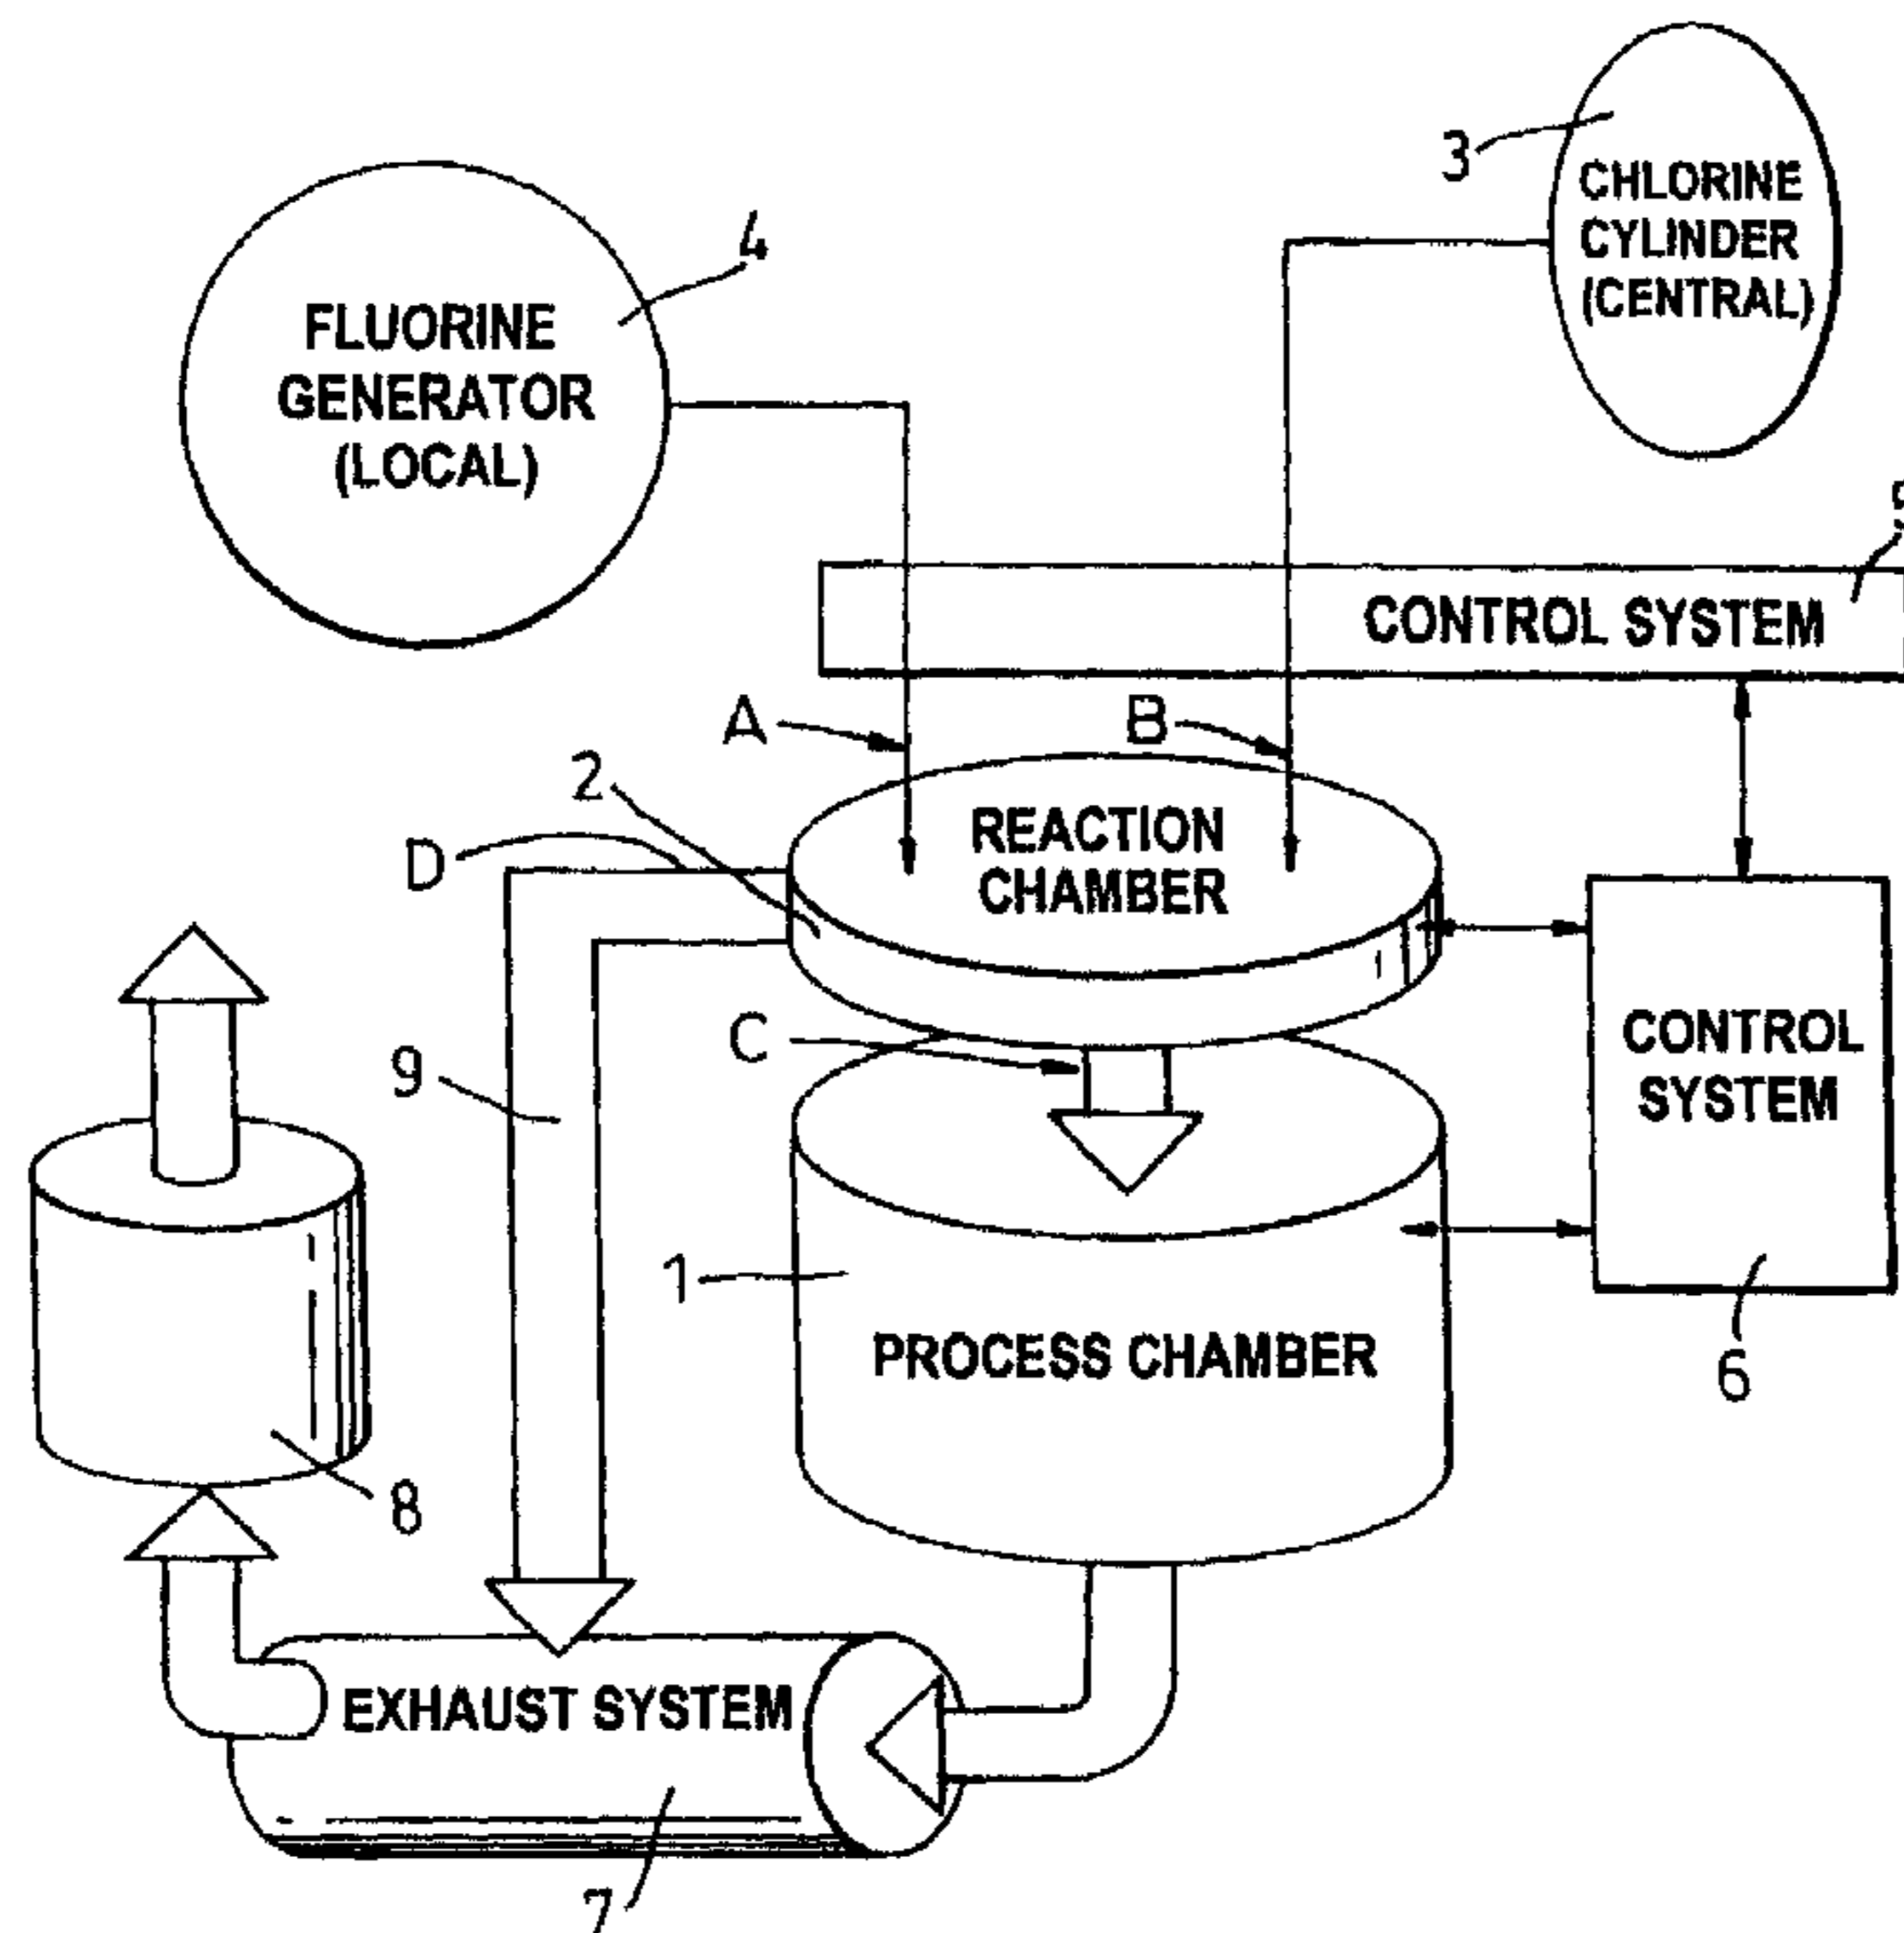 3
CHLORINE
CYLINDER
(CENTRAL)
4
FLUORINE
GENERATOR
(LOCAL)
CONTROL SYSTEM
A
B
2
REACTION
CHAMBER
D
C
9
CONTROL
SYSTEM
1
PROCESS CHAMBER
6
8
EXHAUST SYSTEM
7